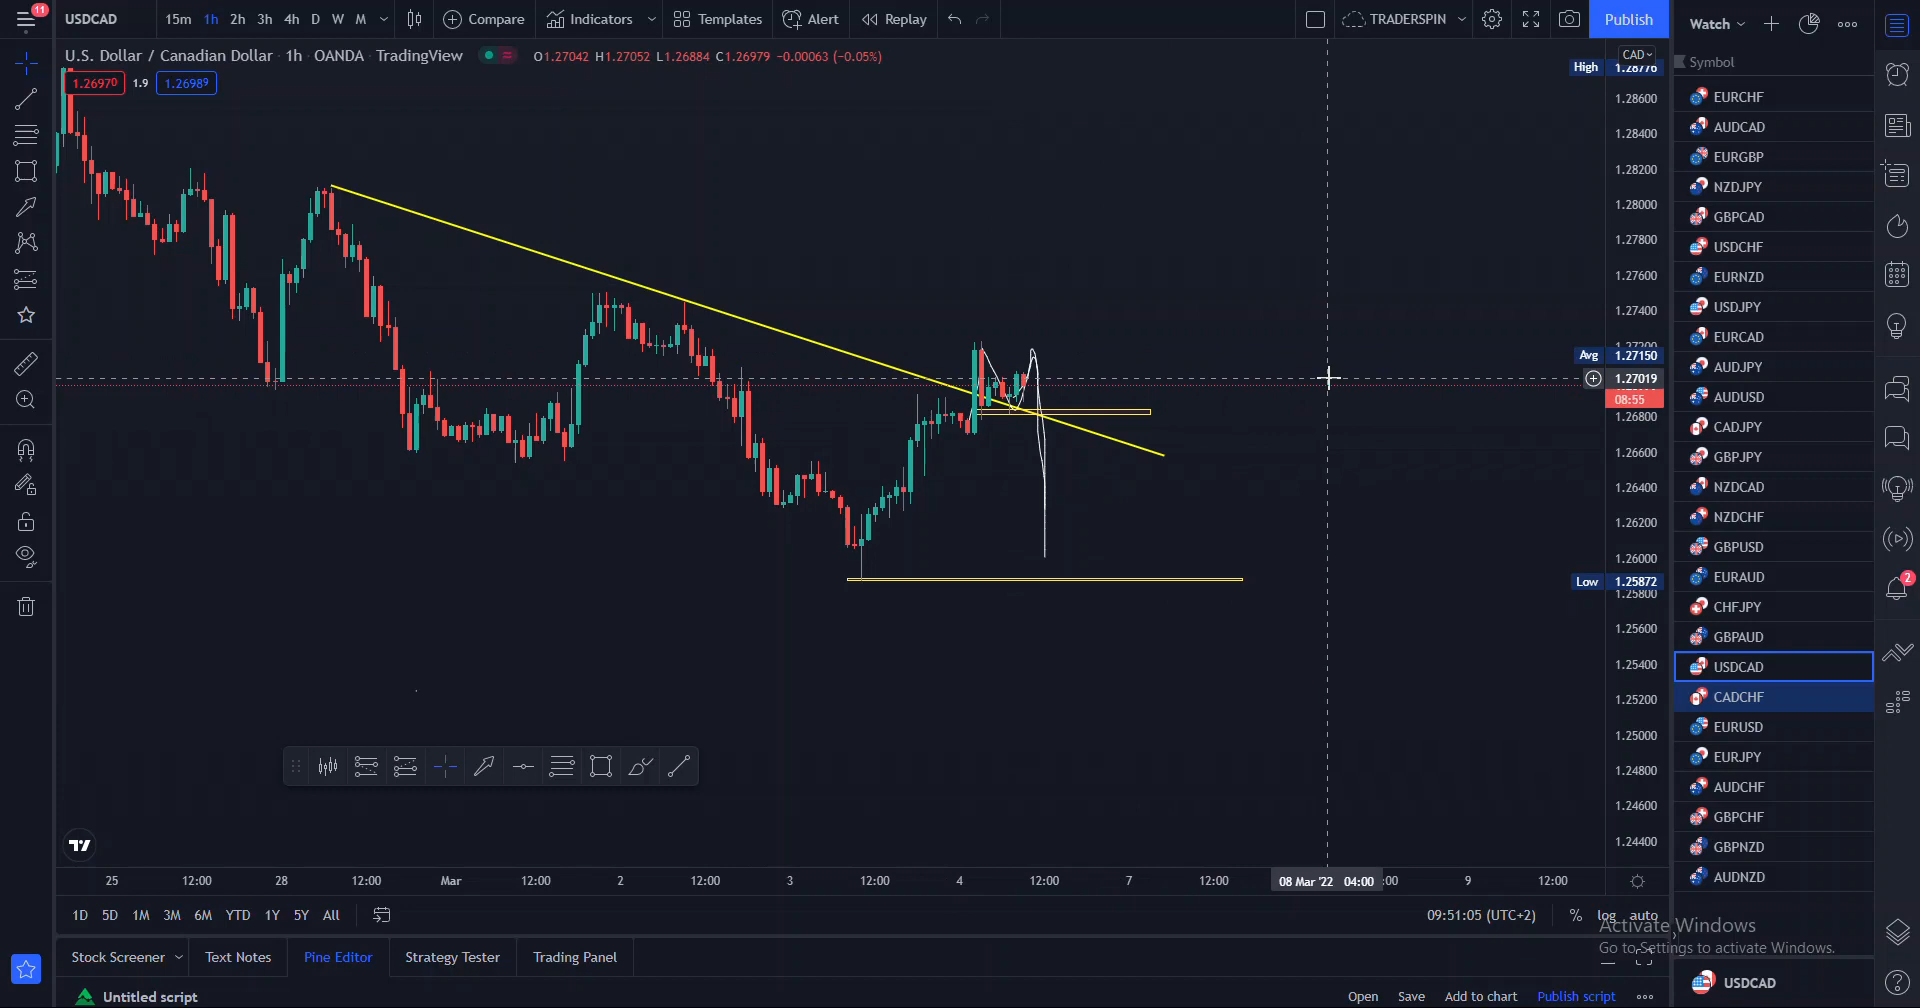 11
USDCAD 15m 1h 2h 3h 4h D W M Compare Indicators Templates Alert Replay TRADERSPIN Publish Watch
U.S. Dollar / Canadian Dollar · 1h · OANDA · TradingView O1.27042 H1.27052 L1.26884 C1.26979 −0.00063 (−0.05%)
1.26970 1.9 1.26989
CAD
High 1.28776
1.28600
1.28400
1.28200
1.28000
1.27800
1.27600
1.27400
1.27200
Avg 1.27150
1.27019
08:55
1.26800
1.26600
1.26400
1.26200
1.26000
Low 1.25872
1.25800
1.25600
1.25400
1.25200
1.25000
1.24800
1.24600
1.24400
25 12:00 28 12:00 Mar 12:00 2 12:00 3 12:00 4 12:00 7 12:00 08 Mar '22 04:00 :00 9 12:00
1D 5D 1M 3M 6M YTD 1Y 5Y All 09:51:05 (UTC+2) % log auto
Stock Screener Text Notes Pine Editor Strategy Tester Trading Panel
Untitled script Open Save Add to chart Publish script
Symbol
EURCHF
AUDCAD
EURGBP
NZDJPY
GBPCAD
USDCHF
EURNZD
USDJPY
EURCAD
AUDJPY
AUDUSD
CADJPY
GBPJPY
NZDCAD
NZDCHF
GBPUSD
EURAUD
CHFJPY
GBPAUD
USDCAD
CADCHF
EURUSD
EURJPY
AUDCHF
GBPCHF
GBPNZD
AUDNZD
Activate Windows
Go to Settings to activate Windows.
USDCAD
2